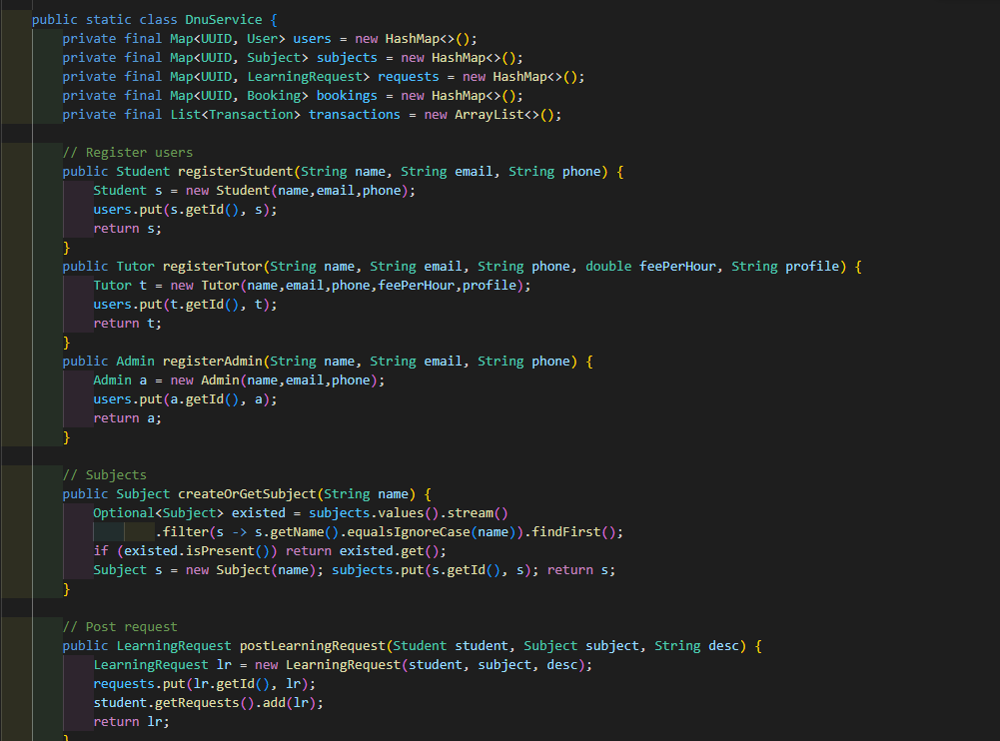 public static class DnuService {
private final Map<UUID, User> users = new HashMap<>();
private final Map<UUID, Subject> subjects = new HashMap<>();
private final Map<UUID, LearningRequest> requests = new HashMap<>();
private final Map<UUID, Booking> bookings = new HashMap<>();
private final List<Transaction> transactions = new ArrayList<>();
// Register users
public Student registerStudent(String name, String email, String phone) {
Student s = new Student(name,email,phone);
users.put(s.getId(), s);
return s;
}
public Tutor registerTutor(String name, String email, String phone, double feePerHour, String profile) {
Tutor t = new Tutor(name,email,phone,feePerHour,profile);
users.put(t.getId(), t);
return t;
}
public Admin registerAdmin(String name, String email, String phone) {
Admin a = new Admin(name,email,phone);
users.put(a.getId(), a);
return a;
}
// Subjects
public Subject createOrGetSubject(String name) {
Optional<Subject> existed = subjects.values().stream()
.filter(s -> s.getName().equalsIgnoreCase(name)).findFirst();
if (existed.isPresent()) return existed.get();
Subject s = new Subject(name); subjects.put(s.getId(), s); return s;
}
// Post request
public LearningRequest postLearningRequest(Student student, Subject subject, String desc) {
LearningRequest lr = new LearningRequest(student, subject, desc);
requests.put(lr.getId(), lr);
student.getRequests().add(lr);
return lr;
}